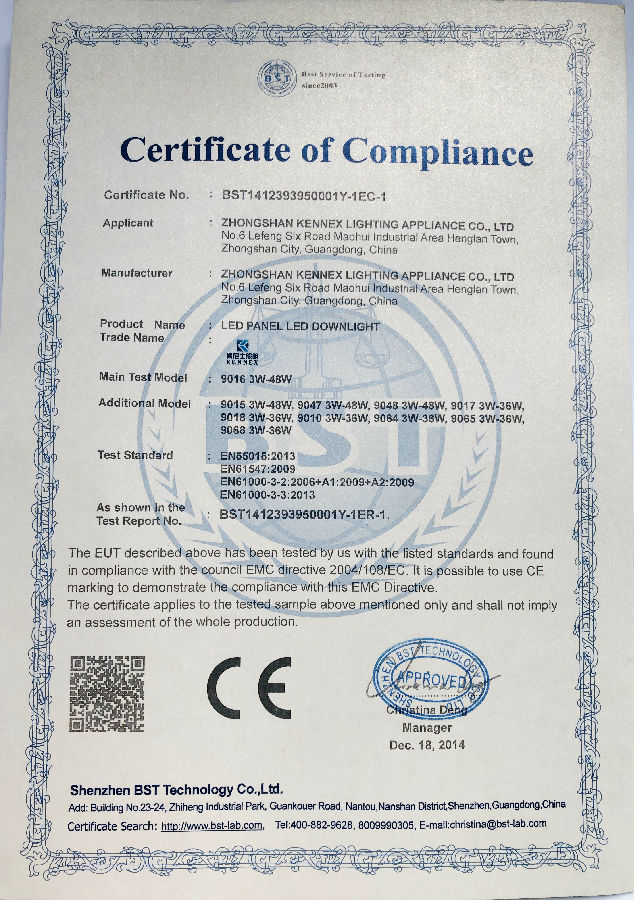 BST
Best Service of Testing
since2003
Certificate of Compliance
Certificate No. : BST1412393950001Y-1EC-1
Applicant : ZHONGSHAN KENNEX LIGHTING APPLIANCE CO., LTD
No.6 Lefeng Six Road Maohui Industrial Area Henglan Town,
Zhongshan City, Guangdong, China
Manufacturer : ZHONGSHAN KENNEX LIGHTING APPLIANCE CO., LTD
No.6 Lefeng Six Road Maohui Industrial Area Henglan Town,
Zhongshan City, Guangdong, China
Product Name : LED PANEL LED DOWNLIGHT
Trade Name :
KENNEX
Main Test Model : 9016 3W-48W
Additional Model : 9015 3W-48W, 9047 3W-48W, 9048 3W-48W, 9017 3W-36W,
9018 3W-36W, 9010 3W-36W, 9064 3W-36W, 9065 3W-36W,
9068 3W-36W
Test Standard : EN55015:2013
EN61547:2009
EN61000-3-2:2006+A1:2009+A2:2009
EN61000-3-3:2013
As shown in the
Test Report No. : BST1412393950001Y-1ER-1.
BST
The EUT described above has been tested by us with the listed standards and found
in compliance with the council EMC directive 2004/108/EC. It is possible to use CE
marking to demonstrate the compliance with this EMC Directive.
The certificate applies to the tested sample above mentioned only and shall not imply
an assessment of the whole production.
CE
SHENZHEN BST TECHNOLOGY CO., LTD
APPROVED
Christina Deng
Manager
Dec. 18, 2014
Shenzhen BST Technology Co.,Ltd.
Add: Building No.23-24, Zhiheng Industrial Park, Guankouer Road, Nantou,Nanshan District,Shenzhen,Guangdong,China
Certificate Search: http://www.bst-lab.com, Tel:400-882-9628, 8009990305, E-mail:christina@bst-lab.com